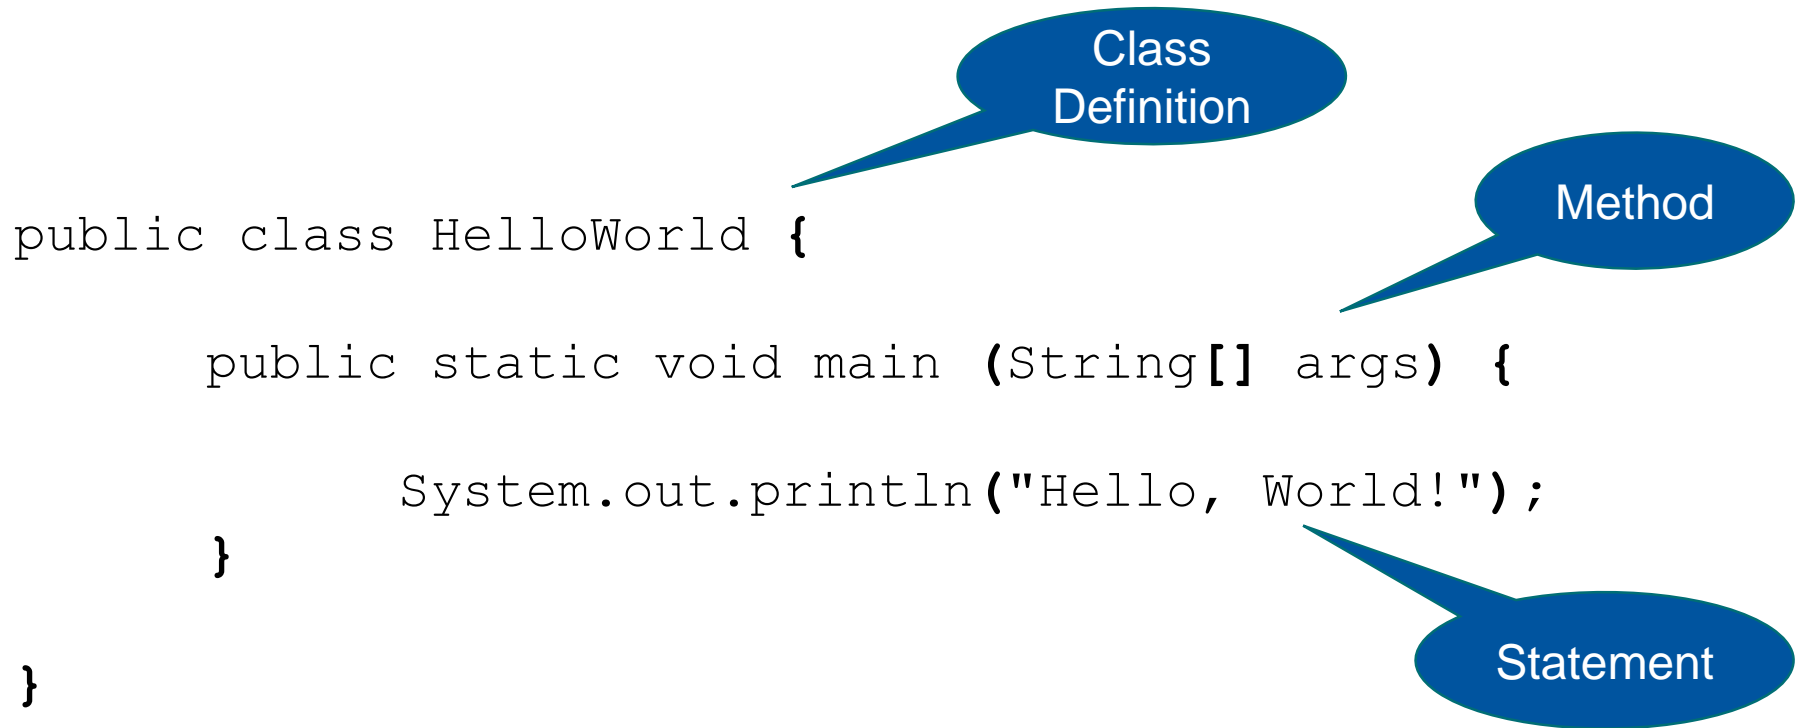 Class
Definition
Method
public class HelloWorld {
public static void main (String[] args) {
System.out.println("Hello, World!");
}
Statement
}